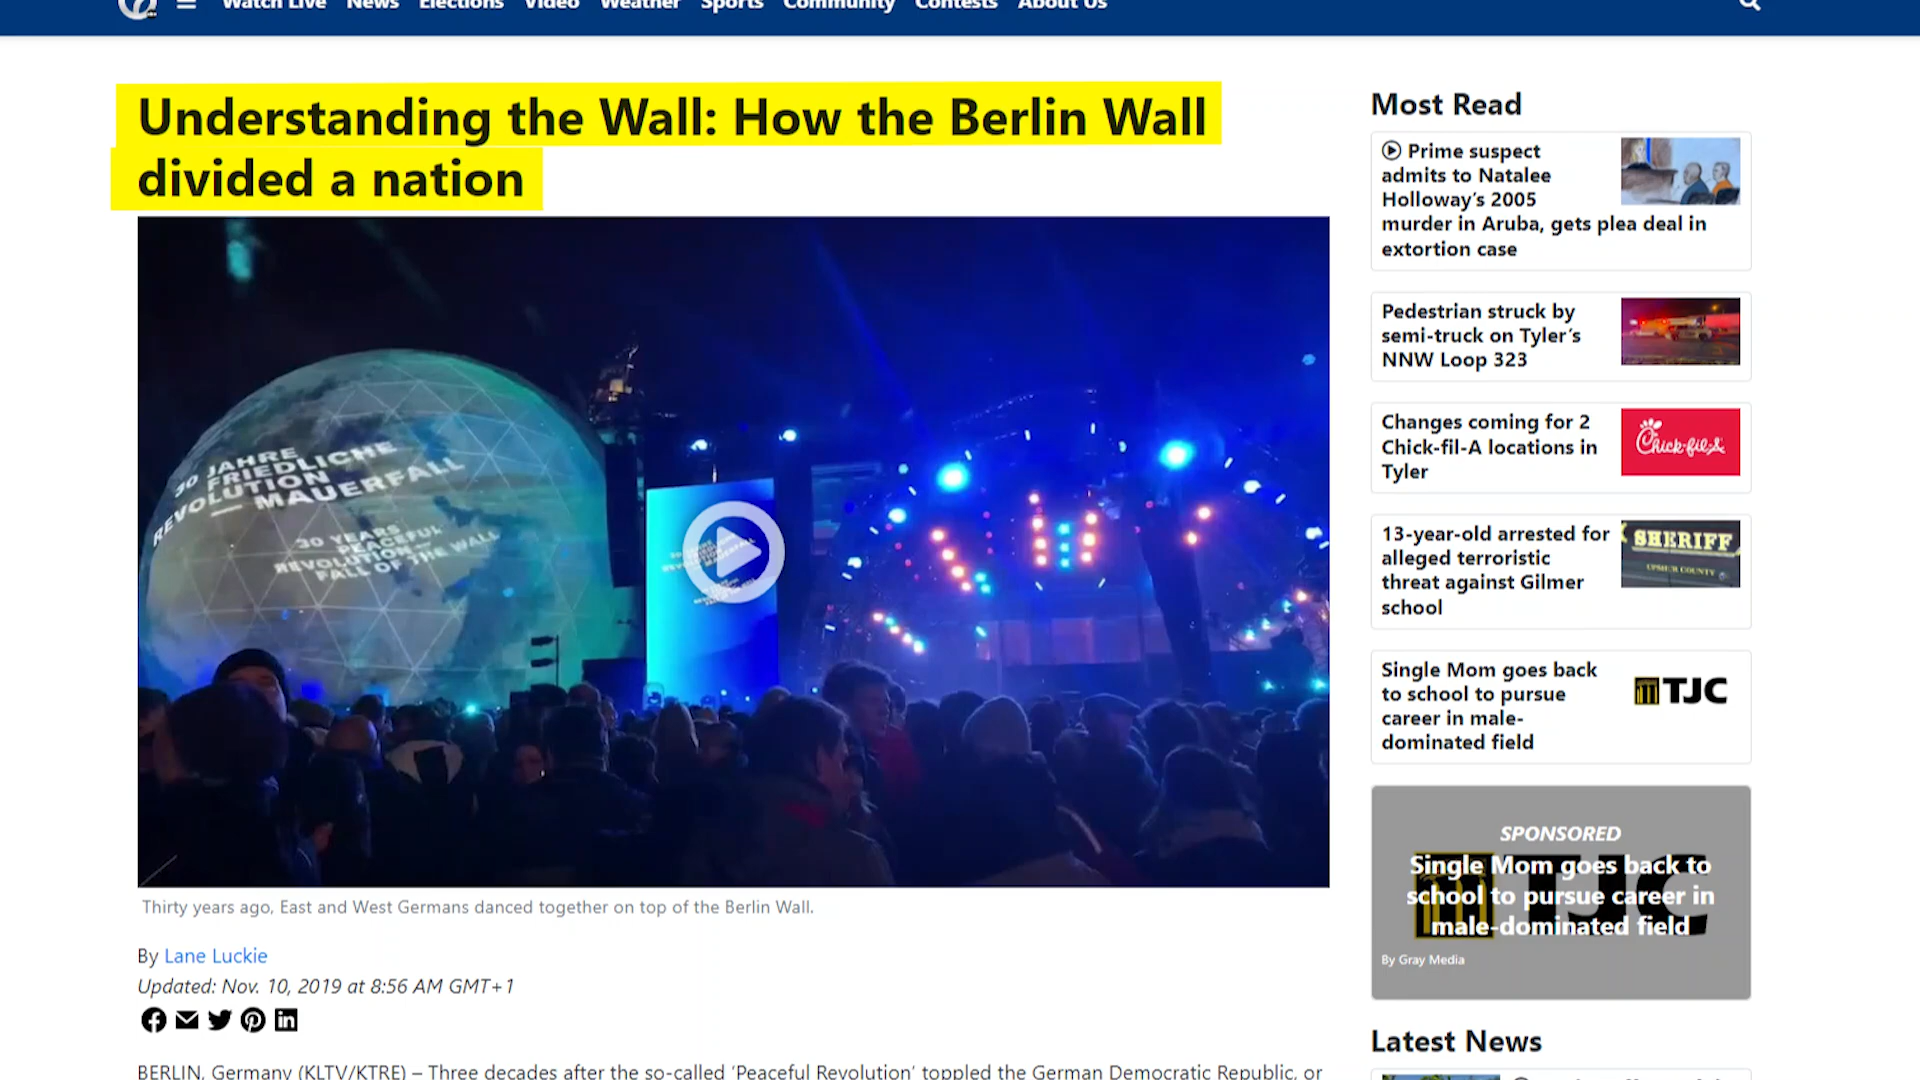 Watch Live News Elections Video Weather Sports Community Contests About Us
Understanding the Wall: How the Berlin Wall
divided a nation
30 JAHRE
FRIEDLICHE
REVOLUTION
— MAUERFALL
30 YEARS
PEACEFUL
REVOLUTION—
FALL OF THE WALL
Thirty years ago, East and West Germans danced together on top of the Berlin Wall.
By Lane Luckie
Updated: Nov. 10, 2019 at 8:56 AM GMT+1
BERLIN, Germany (KLTV/KTRE) – Three decades after the so-called ‘Peaceful Revolution’ toppled the German Democratic Republic, or
Most Read
Prime suspect
admits to Natalee
Holloway’s 2005
murder in Aruba, gets plea deal in
extortion case
Pedestrian struck by
semi-truck on Tyler’s
NNW Loop 323
Changes coming for 2
Chick-fil-A locations in
Tyler
Chick-fil-A
13-year-old arrested for
alleged terroristic
threat against Gilmer
school
SHERIFF
UPSHUR COUNTY
Single Mom goes back
to school to pursue
career in male-
dominated field
TJC
SPONSORED
Single Mom goes back to
school to pursue career in
male-dominated field
TJC
By Gray Media
Latest News